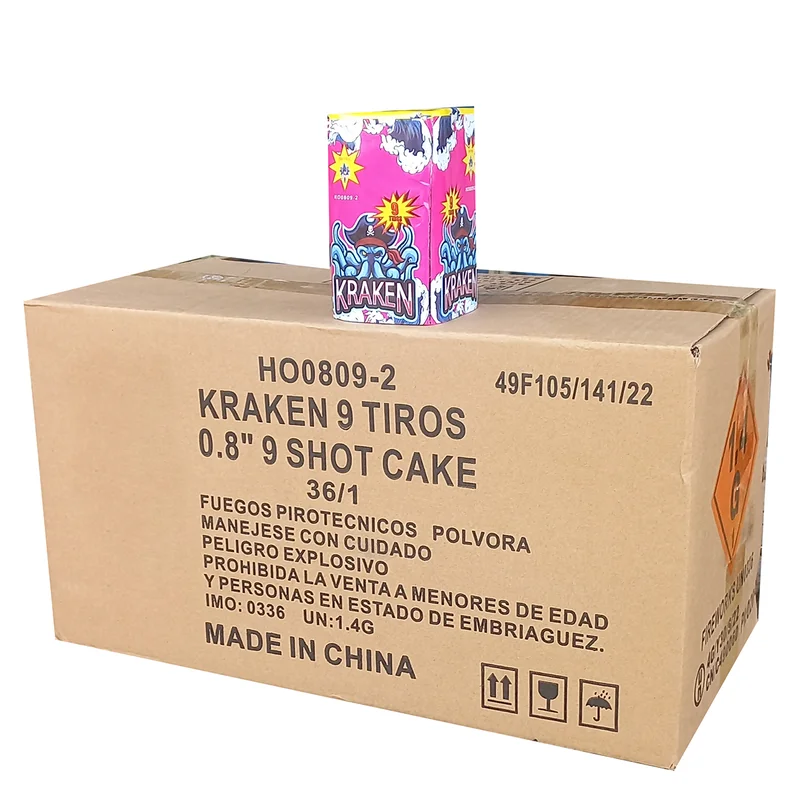 HO0809-2
9
TIROS
KRAKEN
9
KRAKEN
HO0809-2
49F105/141/22
KRAKEN 9 TIROS
0.8" 9 SHOT CAKE
36/1
FUEGOS PIROTECNICOS POLVORA
MANEJESE CON CUIDADO
PELIGRO EXPLOSIVO
PROHIBIDA LA VENTA A MENORES DE EDAD
Y PERSONAS EN ESTADO DE EMBRIAGUEZ.
IMO: 0336 UN:1.4G
MADE IN CHINA
1.4
G
FIREWORKS